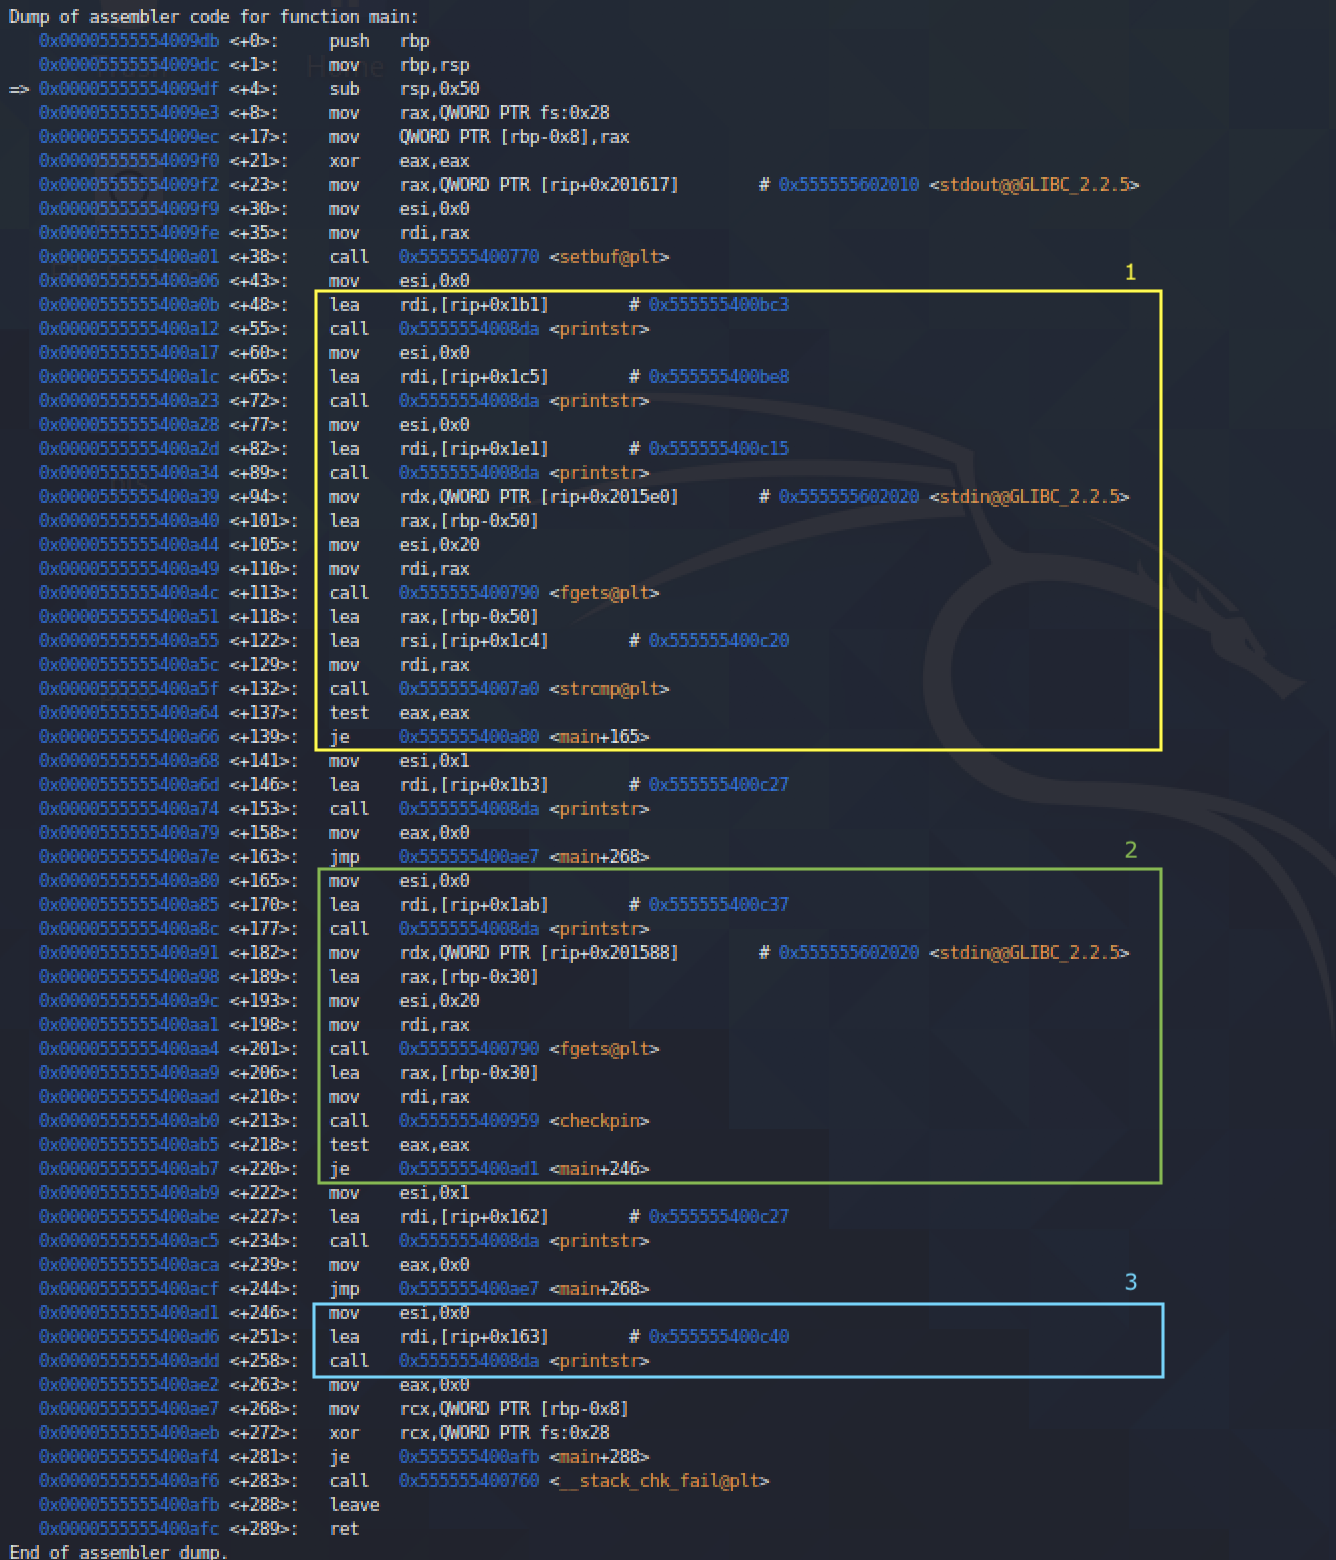 Dump of assembler code for function main:
0x00005555554009db <+0>: push rbp
0x00005555554009dc <+1>: mov rbp,rsp
=> 0x00005555554009df <+4>: sub rsp,0x50
0x00005555554009e3 <+8>: mov rax,QWORD PTR fs:0x28
0x00005555554009ec <+17>: mov QWORD PTR [rbp-0x8],rax
0x00005555554009f0 <+21>: xor eax,eax
0x00005555554009f2 <+23>: mov rax,QWORD PTR [rip+0x201617] # 0x555555602010 <stdout@@GLIBC_2.2.5>
0x00005555554009f9 <+30>: mov esi,0x0
0x00005555554009fe <+35>: mov rdi,rax
0x0000555555400a01 <+38>: call 0x555555400770 <setbuf@plt>
0x0000555555400a06 <+43>: mov esi,0x0
1
0x0000555555400a0b <+48>: lea rdi,[rip+0x1b1] # 0x555555400bc3
0x0000555555400a12 <+55>: call 0x5555554008da <printstr>
0x0000555555400a17 <+60>: mov esi,0x0
0x0000555555400a1c <+65>: lea rdi,[rip+0x1c5] # 0x555555400be8
0x0000555555400a23 <+72>: call 0x5555554008da <printstr>
0x0000555555400a28 <+77>: mov esi,0x0
0x0000555555400a2d <+82>: lea rdi,[rip+0x1e1] # 0x555555400c15
0x0000555555400a34 <+89>: call 0x5555554008da <printstr>
0x0000555555400a39 <+94>: mov rdx,QWORD PTR [rip+0x2015e0] # 0x555555602020 <stdin@@GLIBC_2.2.5>
0x0000555555400a40 <+101>: lea rax,[rbp-0x50]
0x0000555555400a44 <+105>: mov esi,0x20
0x0000555555400a49 <+110>: mov rdi,rax
0x0000555555400a4c <+113>: call 0x555555400790 <fgets@plt>
0x0000555555400a51 <+118>: lea rax,[rbp-0x50]
0x0000555555400a55 <+122>: lea rsi,[rip+0x1c4] # 0x555555400c20
0x0000555555400a5c <+129>: mov rdi,rax
0x0000555555400a5f <+132>: call 0x5555554007a0 <strcmp@plt>
0x0000555555400a64 <+137>: test eax,eax
0x0000555555400a66 <+139>: je 0x555555400a80 <main+165>
0x0000555555400a68 <+141>: mov esi,0x1
0x0000555555400a6d <+146>: lea rdi,[rip+0x1b3] # 0x555555400c27
0x0000555555400a74 <+153>: call 0x5555554008da <printstr>
0x0000555555400a79 <+158>: mov eax,0x0
0x0000555555400a7e <+163>: jmp 0x555555400ae7 <main+268>
2
0x0000555555400a80 <+165>: mov esi,0x0
0x0000555555400a85 <+170>: lea rdi,[rip+0x1ab] # 0x555555400c37
0x0000555555400a8c <+177>: call 0x5555554008da <printstr>
0x0000555555400a91 <+182>: mov rdx,QWORD PTR [rip+0x201588] # 0x555555602020 <stdin@@GLIBC_2.2.5>
0x0000555555400a98 <+189>: lea rax,[rbp-0x30]
0x0000555555400a9c <+193>: mov esi,0x20
0x0000555555400aa1 <+198>: mov rdi,rax
0x0000555555400aa4 <+201>: call 0x555555400790 <fgets@plt>
0x0000555555400aa9 <+206>: lea rax,[rbp-0x30]
0x0000555555400aad <+210>: mov rdi,rax
0x0000555555400ab0 <+213>: call 0x555555400959 <checkpin>
0x0000555555400ab5 <+218>: test eax,eax
0x0000555555400ab7 <+220>: je 0x555555400ad1 <main+246>
0x0000555555400ab9 <+222>: mov esi,0x1
0x0000555555400abe <+227>: lea rdi,[rip+0x162] # 0x555555400c27
0x0000555555400ac5 <+234>: call 0x5555554008da <printstr>
0x0000555555400aca <+239>: mov eax,0x0
0x0000555555400acf <+244>: jmp 0x555555400ae7 <main+268>
3
0x0000555555400ad1 <+246>: mov esi,0x0
0x0000555555400ad6 <+251>: lea rdi,[rip+0x163] # 0x555555400c40
0x0000555555400add <+258>: call 0x5555554008da <printstr>
0x0000555555400ae2 <+263>: mov eax,0x0
0x0000555555400ae7 <+268>: mov rcx,QWORD PTR [rbp-0x8]
0x0000555555400aeb <+272>: xor rcx,QWORD PTR fs:0x28
0x0000555555400af4 <+281>: je 0x555555400afb <main+288>
0x0000555555400af6 <+283>: call 0x555555400760 <__stack_chk_fail@plt>
0x0000555555400afb <+288>: leave
0x0000555555400afc <+289>: ret
End of assembler dump.